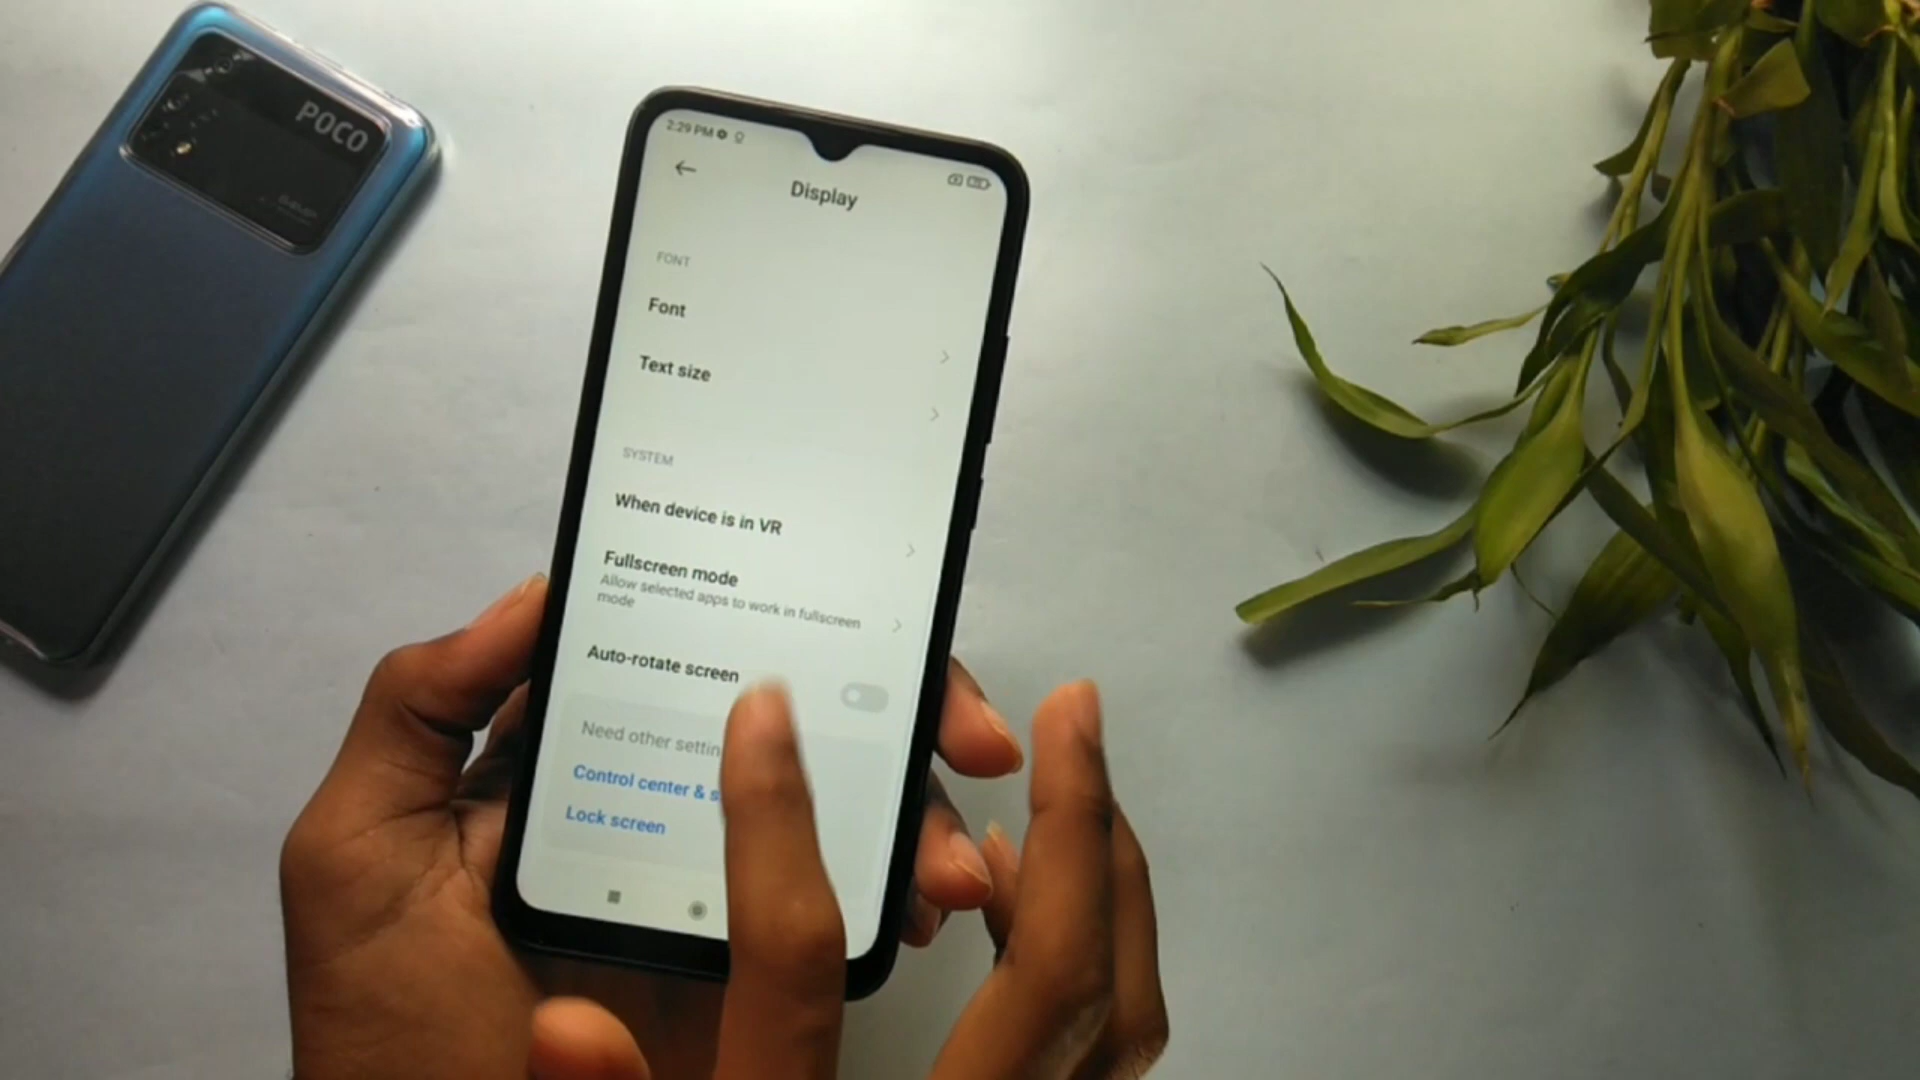 POCO
64MP
2:29 PM
Display
FONT
Font
Text size
SYSTEM
When device is in VR
Fullscreen mode
Allow selected apps to work in fullscreen
mode
Auto-rotate screen
Need other settin
Control center & s
Lock screen